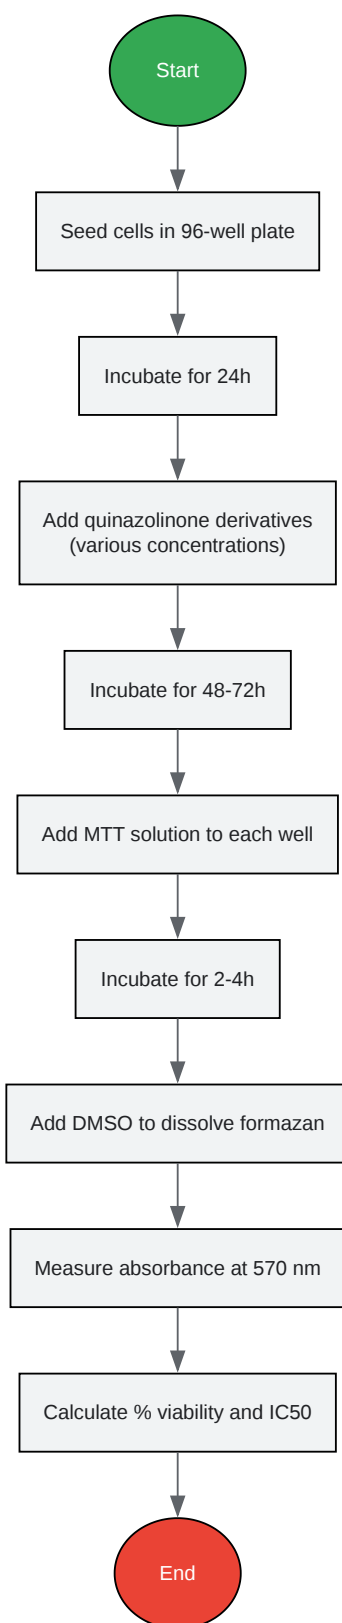 Start
Seed cells in 96-well plate
Incubate for 24h
Add quinazolinone derivatives
(various concentrations)
Incubate for 48-72h
Add MTT solution to each well
Incubate for 2-4h
Add DMSO to dissolve formazan
Measure absorbance at 570 nm
Calculate % viability and IC50
End